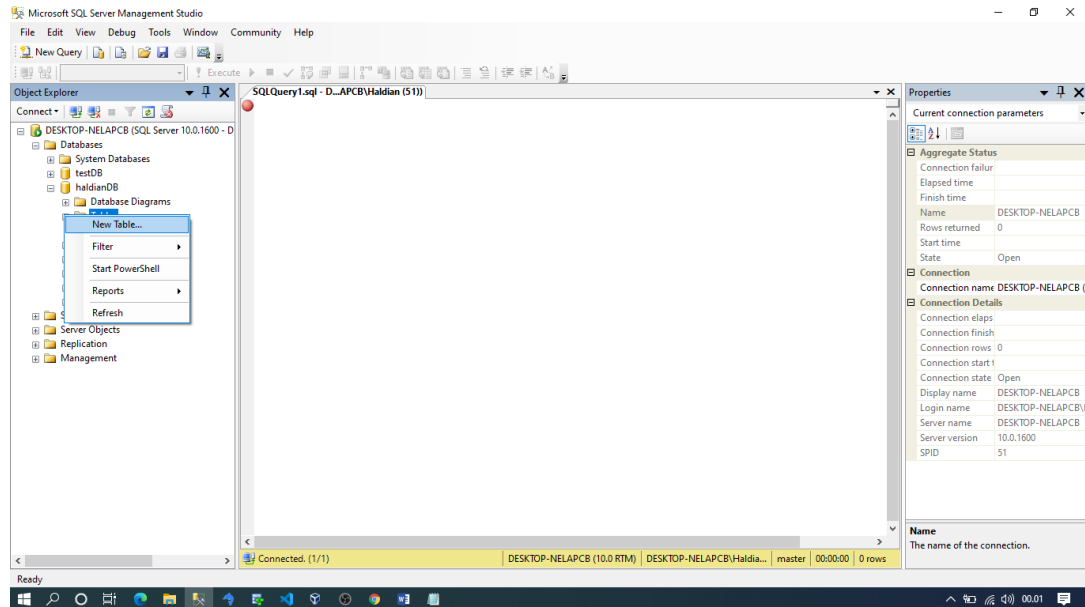 Microsoft SQL Server Management Studio
File Edit View Debug Tools Window Community Help
New Query
Execute
Object Explorer
Connect
DESKTOP-NELAPCB (SQL Server 10.0.1600 - D
Databases
System Databases
testDB
haldianDB
Database Diagrams
New Table...
Filter
Start PowerShell
Reports
Refresh
Server Objects
Replication
Management
SQLQuery1.sql - D...APCB\Haldian (51))
Connected. (1/1)
DESKTOP-NELAPCB (10.0 RTM)
DESKTOP-NELAPCB\Haldia...
master
00:00:00
0 rows
Properties
Current connection parameters
Aggregate Status
Connection failur
Elapsed time
Finish time
Name DESKTOP-NELAPCB
Rows returned 0
Start time
State Open
Connection
Connection name DESKTOP-NELAPCB (
Connection Details
Connection elaps
Connection finish
Connection rows 0
Connection start t
Connection state Open
Display name DESKTOP-NELAPCB
Login name DESKTOP-NELAPCB\
Server name DESKTOP-NELAPCB
Server version 10.0.1600
SPID 51
Name
The name of the connection.
Ready
00.01